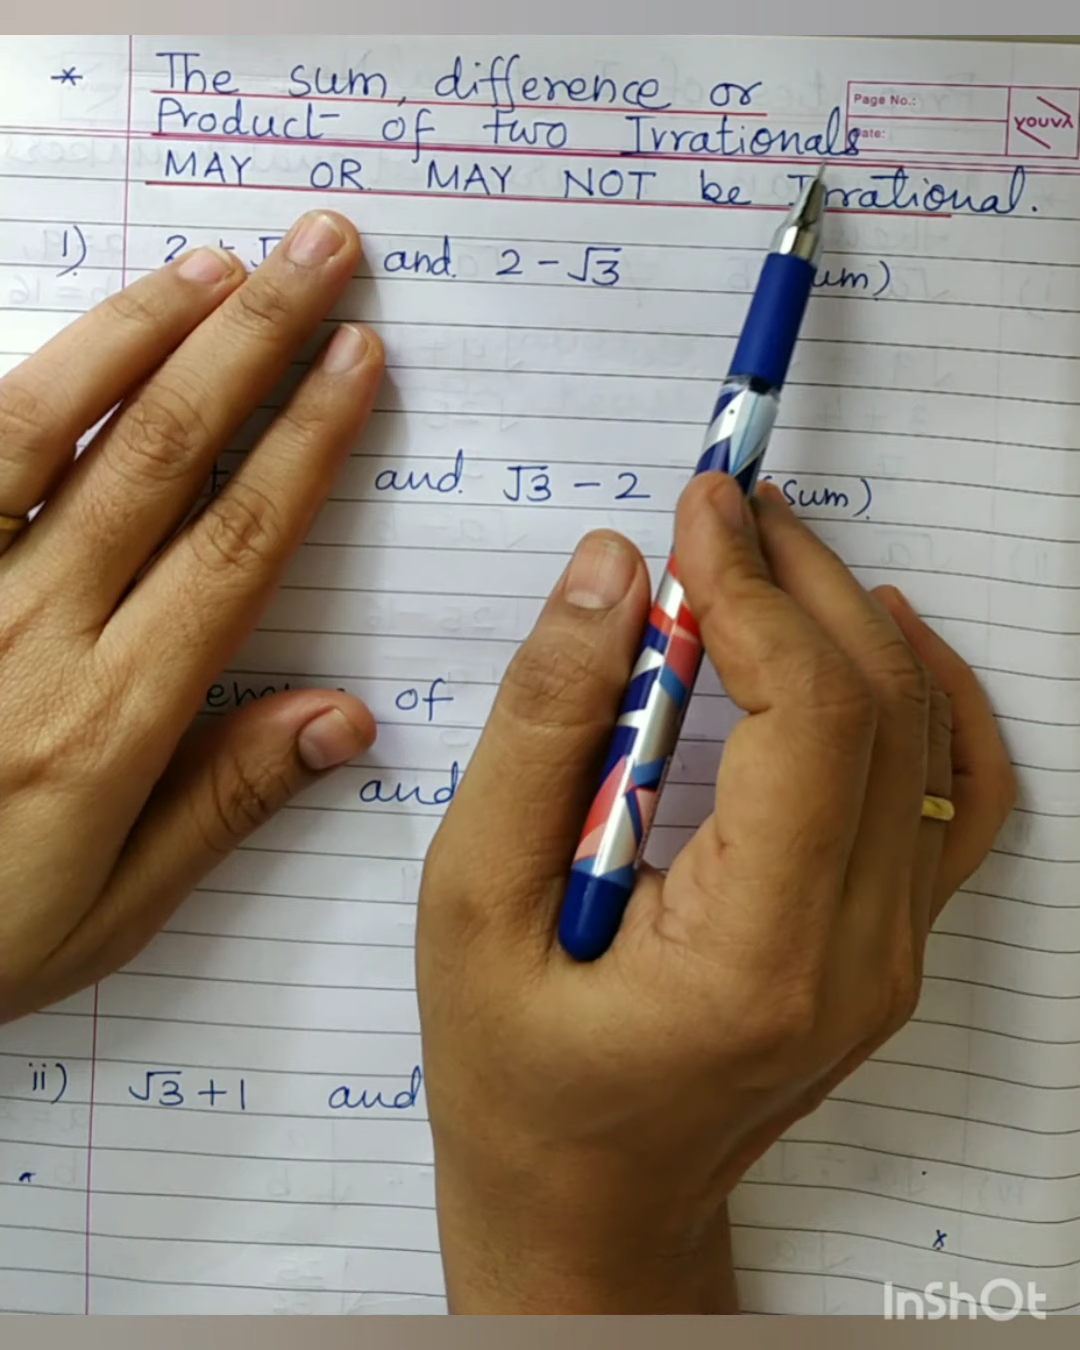 * The sum, difference or
Product of two Irrationals
MAY OR MAY NOT be Irrational.
Page No.:
Date:
YOUVA
1) 2 + √ and 2 - √3 um)
and √3 - 2 (Sum)
of
and
ii) √3 + 1 and
InShOt